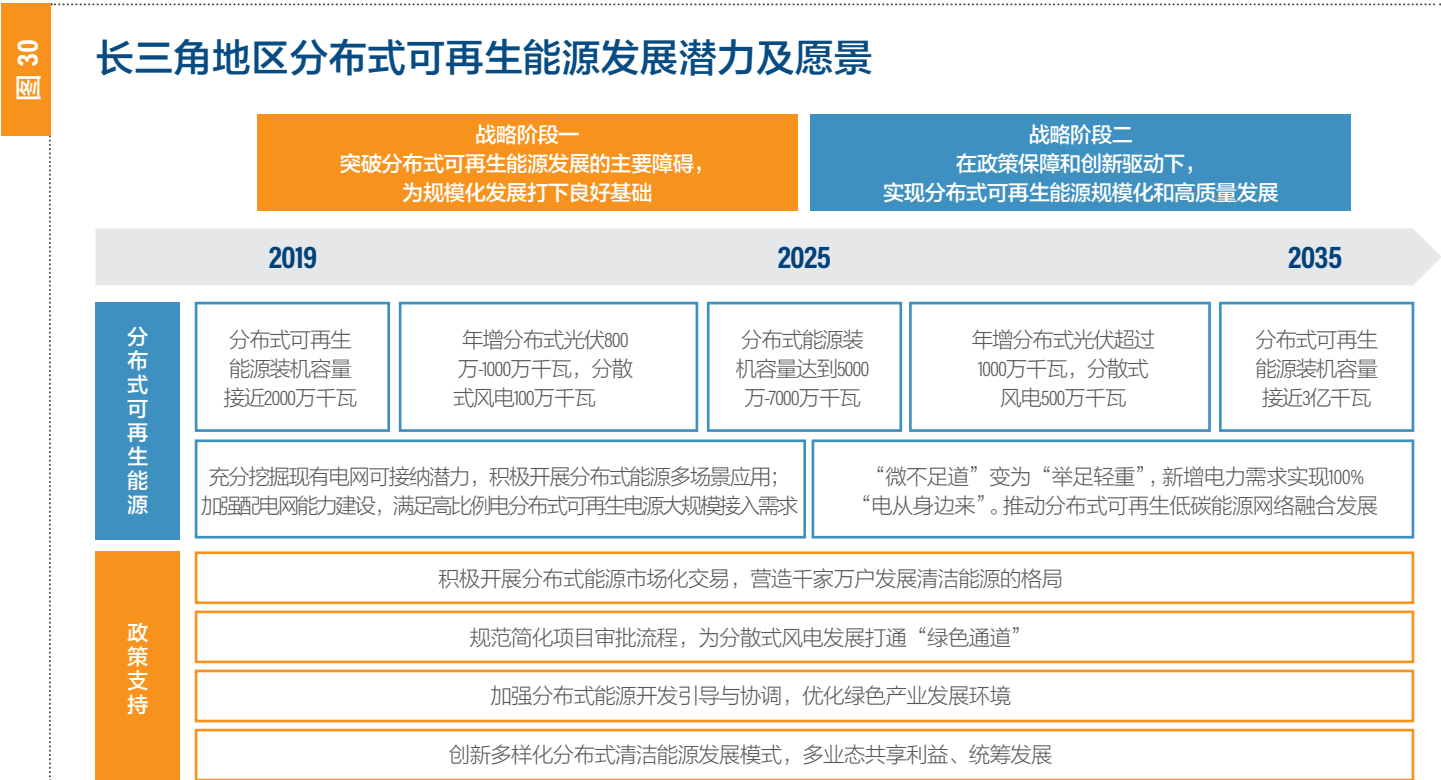 图 30
长三角地区分布式可再生能源发展潜力及愿景
战略阶段一
突破分布式可再生能源发展的主要障碍，
为规模化发展打下良好基础
战略阶段二
在政策保障和创新驱动下，
实现分布式可再生能源规模化和高质量发展
2019
2025
2035
分布式可再生能源
分布式可再生
能源装机容量
接近2000万千瓦
年增分布式光伏800
万-1000万千瓦，分散
式风电100万千瓦
分布式能源装
机容量达到5000
万-7000万千瓦
年增分布式光伏超过
1000万千瓦，分散式
风电500万千瓦
分布式可再生
能源装机容量
接近3亿千瓦
充分挖掘现有电网可接纳潜力，积极开展分布式能源多场景应用；
加强配电网能力建设，满足高比例电分布式可再生电源大规模接入需求
“微不足道”变为“举足轻重”，新增电力需求实现100%
“电从身边来”。推动分布式可再生低碳能源网络融合发展
政策支持
积极开展分布式能源市场化交易，营造千家万户发展清洁能源的格局
规范简化项目审批流程，为分散式风电发展打通“绿色通道”
加强分布式能源开发引导与协调，优化绿色产业发展环境
创新多样化分布式清洁能源发展模式，多业态共享利益、统筹发展